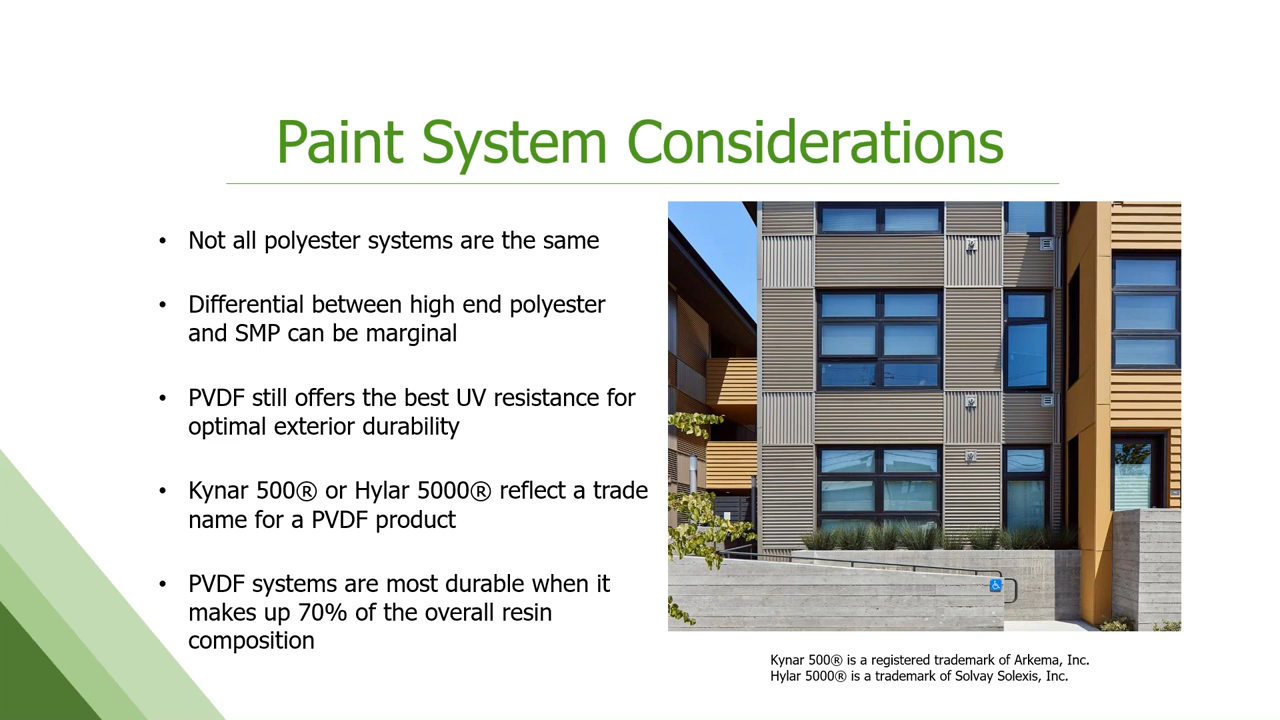 Paint System Considerations
• Not all polyester systems are the same
• Differential between high end polyester
and SMP can be marginal
• PVDF still offers the best UV resistance for
optimal exterior durability
• Kynar 500® or Hylar 5000® reflect a trade
name for a PVDF product
• PVDF systems are most durable when it
makes up 70% of the overall resin
composition
Kynar 500® is a registered trademark of Arkema, Inc.
Hylar 5000® is a trademark of Solvay Solexis, Inc.